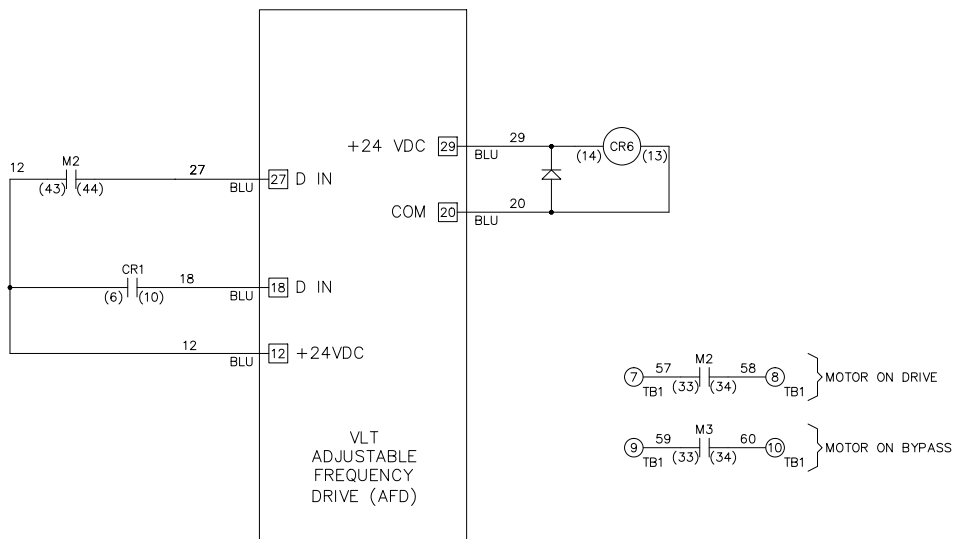 +24 VDC 29 29 CR6
BLU (14) (13)
12 M2 27 27 D IN
(43) (44) BLU
COM 20 20
BLU
CR1 18 18 D IN
(6) (10) BLU
12 12 +24VDC
BLU
7 57 M2 58 8 MOTOR ON DRIVE
TB1 (33) (34) TB1
9 59 M3 60 10 MOTOR ON BYPASS
TB1 (33) (34) TB1
VLT
ADJUSTABLE
FREQUENCY
DRIVE (AFD)